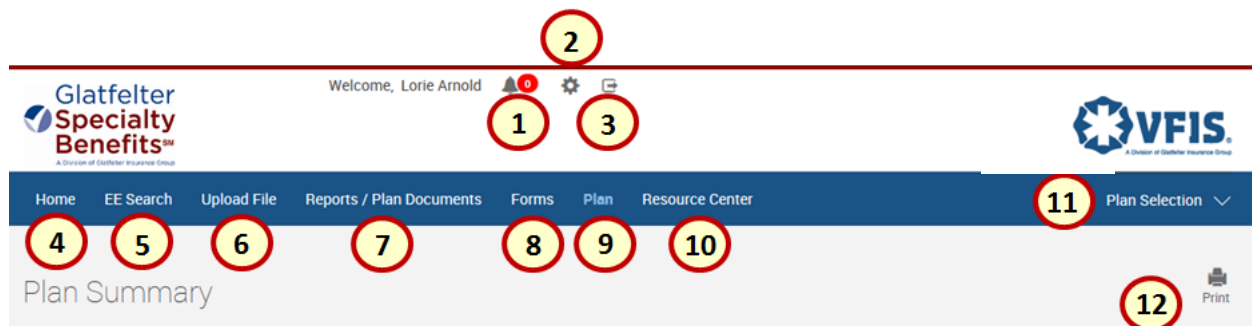 2
Welcome, Lorie Arnold 0
Glatfelter
Specialty
Benefits℠
A Division of Glatfelter Insurance Group
1
3
VFIS.
A Division of Glatfelter Insurance Group
Home EE Search Upload File Reports / Plan Documents Forms Plan Resource Center 11 Plan Selection
4 5 6 7 8 9 10
Plan Summary
12 Print